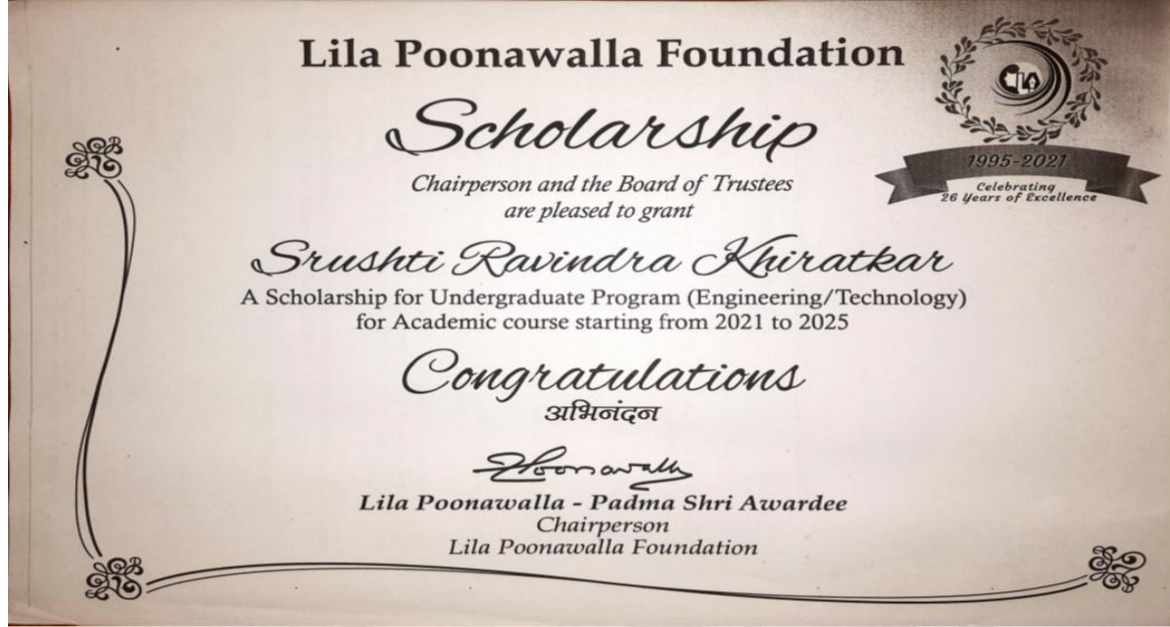 Lila Poonawalla Foundation
Scholarship
Chairperson and the Board of Trustees
are pleased to grant
Srushti Ravindra Khiratkar
A Scholarship for Undergraduate Program (Engineering/Technology)
for Academic course starting from 2021 to 2025
Congratulations
अभिनंदन
Lila Poonawalla - Padma Shri Awardee
Chairperson
Lila Poonawalla Foundation
1995-2021
Celebrating
26 Years of Excellence